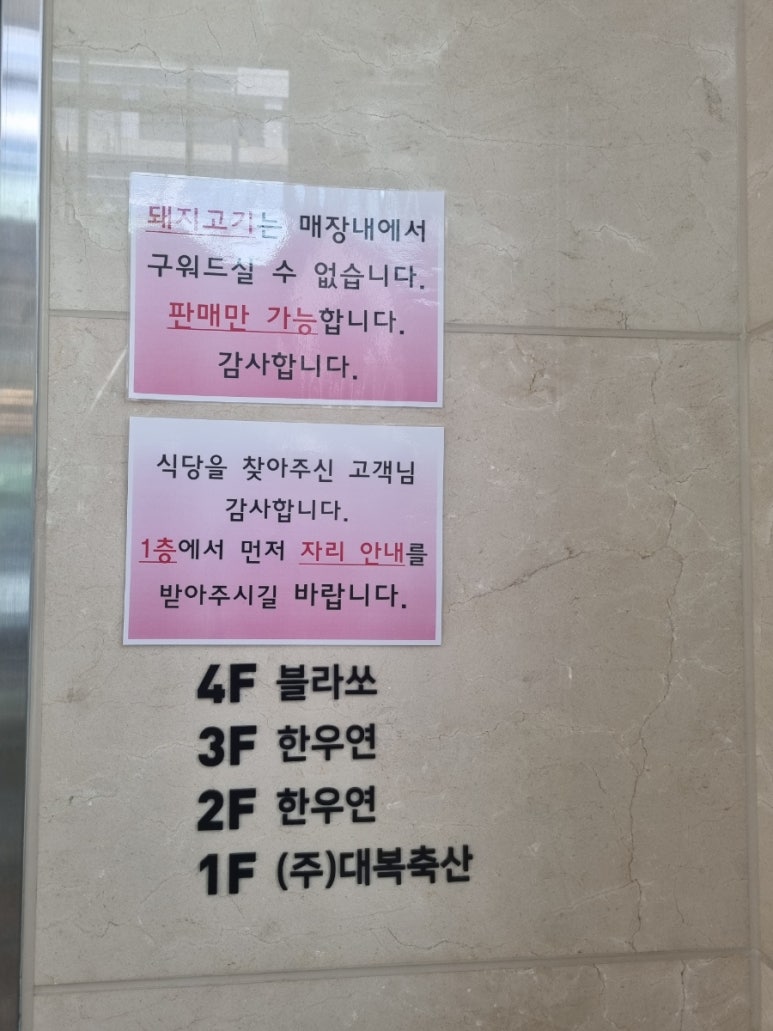 돼지고기는 매장내에서
구워드실 수 없습니다.
판매만 가능합니다.
감사합니다.
식당을 찾아주신 고객님
감사합니다.
1층에서 먼저 자리 안내를
받아주시길 바랍니다.
4F 블라쏘
3F 한우연
2F 한우연
1F (주)대복축산